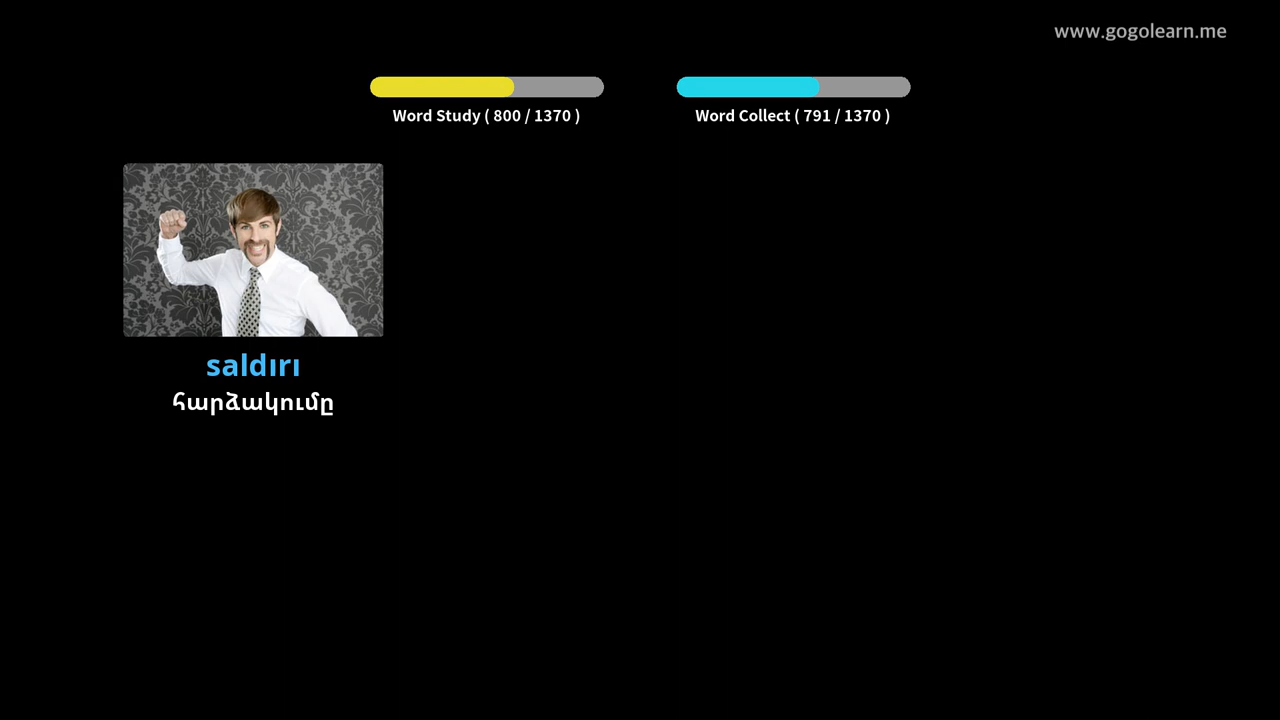 www.gogolearn.me
Word Study ( 800 / 1370 )
Word Collect ( 791 / 1370 )
saldırı
հարձակումը